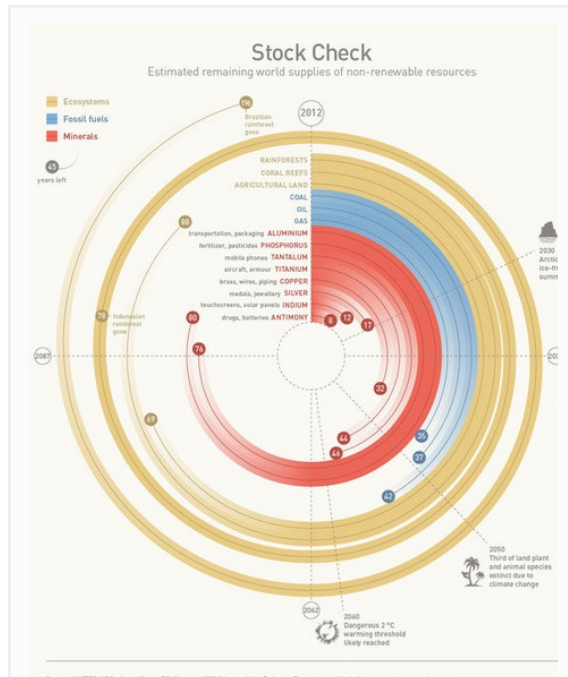 Stock Check
Estimated remaining world supplies of non-renewable resources
Ecosystems
Fossil fuels
Minerals
45
years left
196
Brazilian
rainforest
gone
2012
RAINFORESTS
CORAL REEFS
AGRICULTURAL LAND
COAL
OIL
GAS
transportation, packaging ALUMINIUM
fertilizer, pesticides PHOSPHORUS
mobile phones TANTALUM
aircraft, armour TITANIUM
brass, wires, piping COPPER
medals, jewellery SILVER
touchscreens, solar panels INDIUM
drugs, batteries ANTIMONY
88
78
Indonesian
rainforest
gone
80
76
8
12
17
2030
Arctic
ice-fr
summ
2087
203
32
69
44
46
35
37
42
2050
Third of land plant
and animal species
extinct due to
climate change
2062
2060
Dangerous 2 °C
warming threshold
likely reached